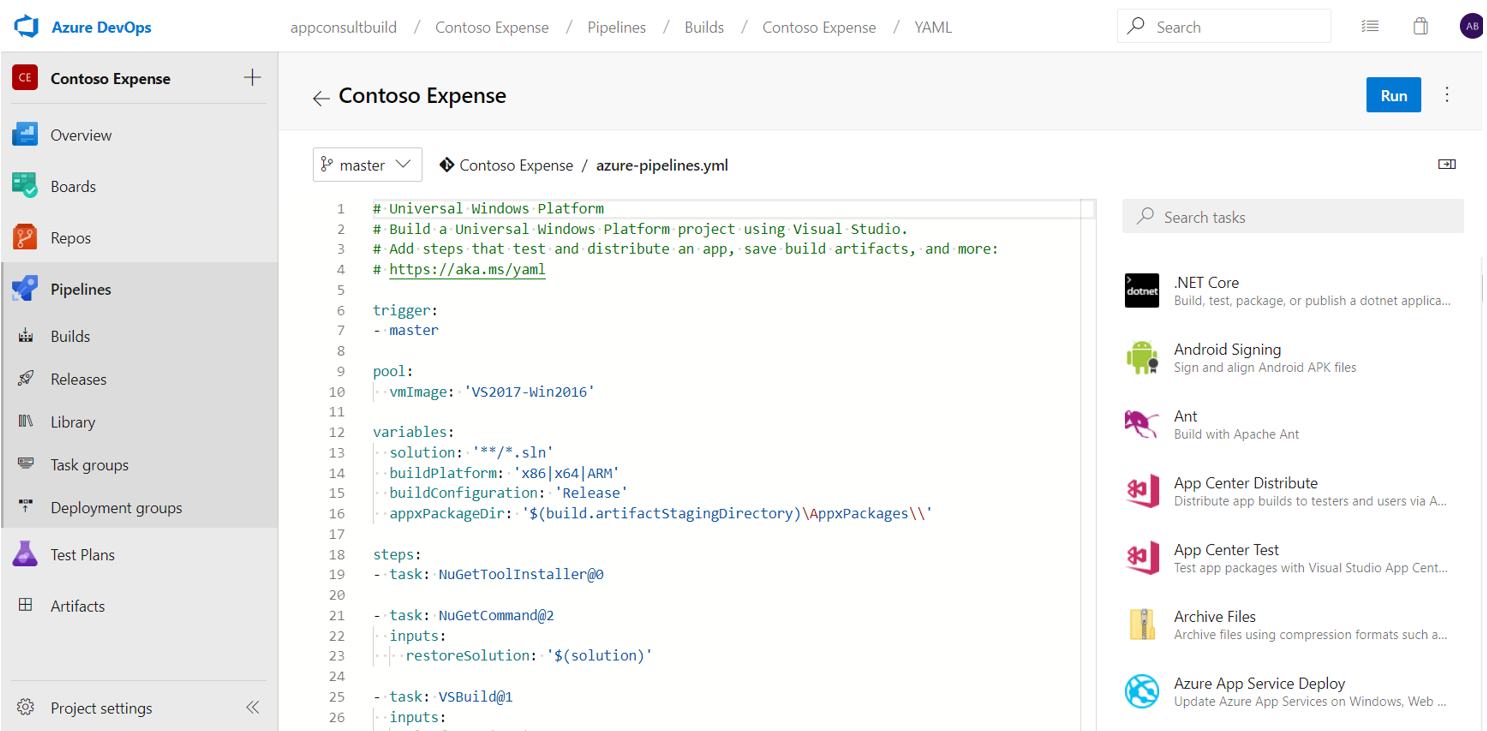 Azure DevOps
appconsultbuild / Contoso Expense / Pipelines / Builds / Contoso Expense / YAML
Search
AB
CE Contoso Expense
Overview
Boards
Repos
Pipelines
Builds
Releases
Library
Task groups
Deployment groups
Test Plans
Artifacts
Project settings
Contoso Expense
Run
master
Contoso Expense / azure-pipelines.yml
1 # Universal Windows Platform
2 # Build a Universal Windows Platform project using Visual Studio.
3 # Add steps that test and distribute an app, save build artifacts, and more:
4 # https://aka.ms/yaml
5
6 trigger:
7 - master
8
9 pool:
10   vmImage: 'VS2017-Win2016'
11
12 variables:
13   solution: '**/*.sln'
14   buildPlatform: 'x86|x64|ARM'
15   buildConfiguration: 'Release'
16   appxPackageDir: '$(build.artifactStagingDirectory)\AppxPackages\\'
17
18 steps:
19 - task: NuGetToolInstaller@0
20
21 - task: NuGetCommand@2
22   inputs:
23     restoreSolution: '$(solution)'
24
25 - task: VSBuild@1
26   inputs:
Search tasks
dotnet
.NET Core
Build, test, package, or publish a dotnet applica...
Android Signing
Sign and align Android APK files
Ant
Build with Apache Ant
App Center Distribute
Distribute app builds to testers and users via A...
App Center Test
Test app packages with Visual Studio App Cent...
Archive Files
Archive files using compression formats such a...
Azure App Service Deploy
Update Azure App Services on Windows, Web ...